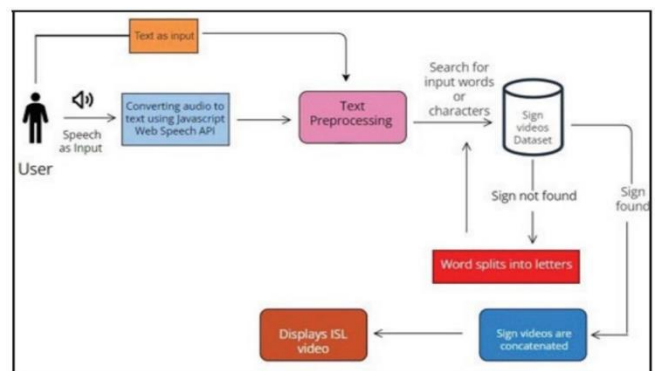 Text as input
Speech
as Input
User
Converting audio to
text using Javascript
Web Speech API
Text
Preprocessing
Search for
input words
or
characters
Sign
videos
Dataset
Sign not found
Sign
found
Word splits into letters
Sign videos are
concatenated
Displays ISL
video